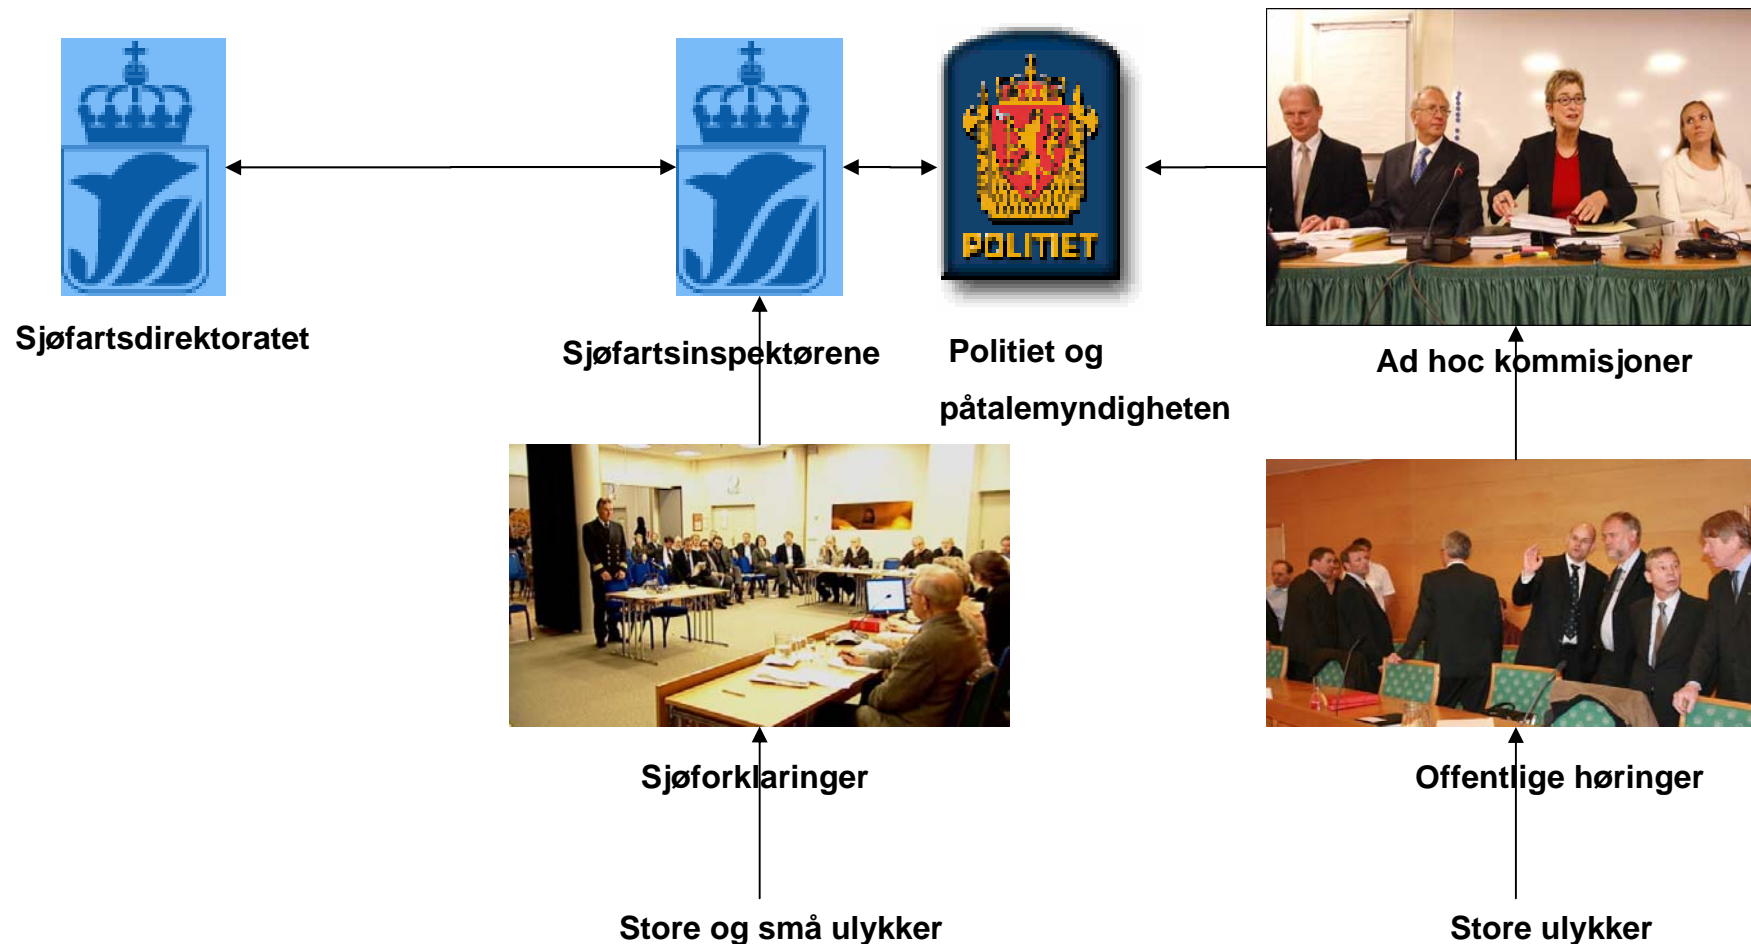 POLITIET
Sjøfartsdirektoratet
Sjøfartsinspektørene
Politiet og
påtalemyndigheten
Ad hoc kommisjoner
Sjøforklaringer
Offentlige høringer
Store og små ulykker
Store ulykker